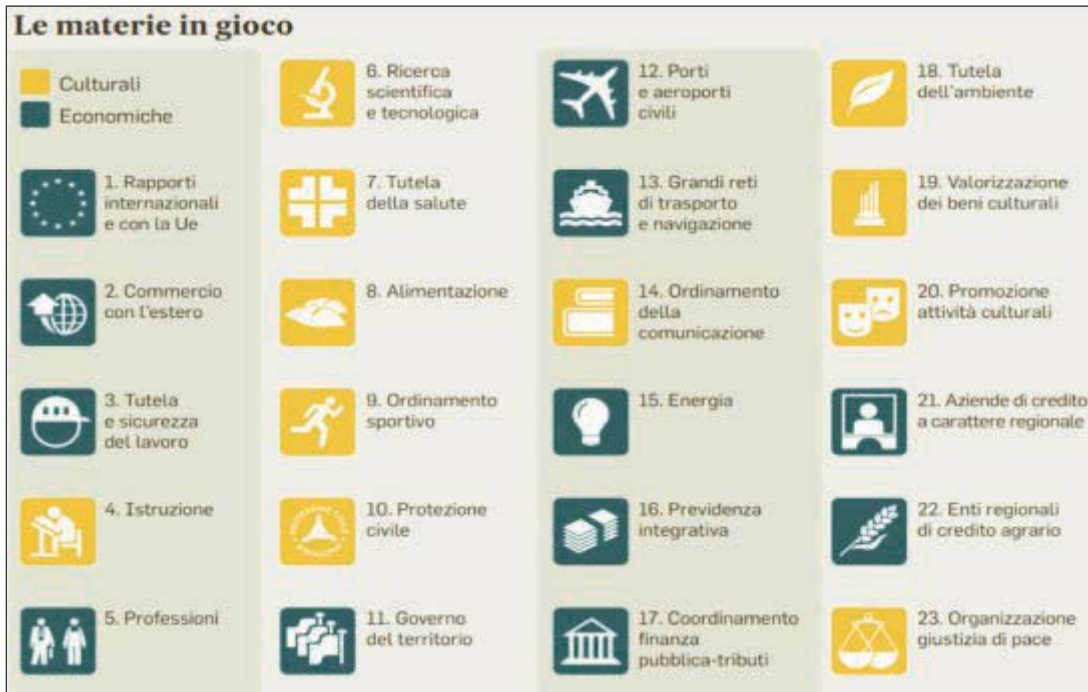 Le materie in gioco
Culturali
Economiche
1. Rapporti
internazionali
e con la Ue
2. Commercio
con l'estero
3. Tutela
e sicurezza
del lavoro
4. Istruzione
5. Professioni
6. Ricerca
scientifica
e tecnologica
7. Tutela
della salute
8. Alimentazione
9. Ordinamento
sportivo
10. Protezione
civile
11. Governo
del territorio
12. Porti
e aeroporti
civili
13. Grandi reti
di trasporto
e navigazione
14. Ordinamento
della
comunicazione
15. Energia
16. Previdenza
integrativa
17. Coordinamento
finanza
pubblica-tributi
18. Tutela
dell'ambiente
19. Valorizzazione
dei beni culturali
20. Promozione
attività culturali
21. Aziende di credito
a carattere regionale
22. Enti regionali
di credito agrario
23. Organizzazione
giustizia di pace